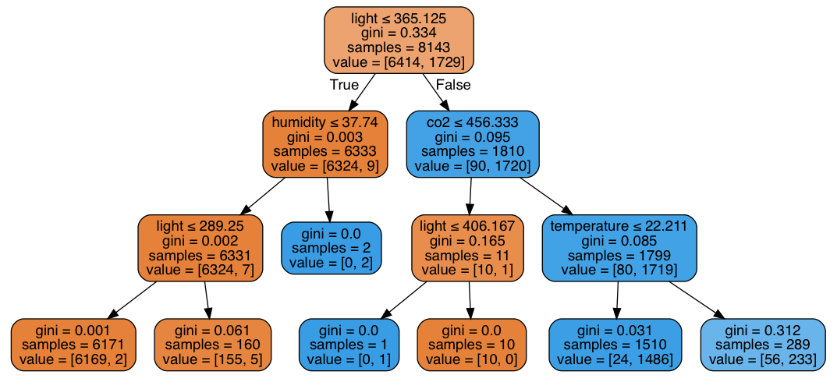 light ≤ 365.125
gini = 0.334
samples = 8143
value = [6414, 1729]
True
False
humidity ≤ 37.74
gini = 0.003
samples = 6333
value = [6324, 9]
co2 ≤ 456.333
gini = 0.095
samples = 1810
value = [90, 1720]
light ≤ 289.25
gini = 0.002
samples = 6331
value = [6324, 7]
gini = 0.0
samples = 2
value = [0, 2]
light ≤ 406.167
gini = 0.165
samples = 11
value = [10, 1]
temperature ≤ 22.211
gini = 0.085
samples = 1799
value = [80, 1719]
gini = 0.001
samples = 6171
value = [6169, 2]
gini = 0.061
samples = 160
value = [155, 5]
gini = 0.0
samples = 1
value = [0, 1]
gini = 0.0
samples = 10
value = [10, 0]
gini = 0.031
samples = 1510
value = [24, 1486]
gini = 0.312
samples = 289
value = [56, 233]